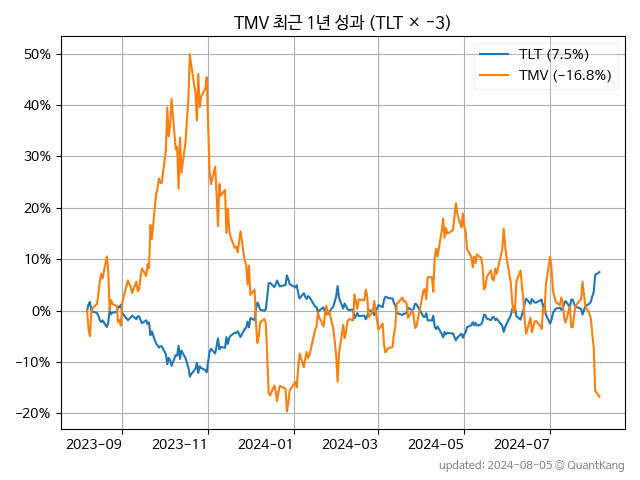 TMV 최근 1년 성과 (TLT × −3)
TLT (7.5%)
TMV (−16.8%)
50%
40%
30%
20%
10%
0%
−10%
−20%
2023-09 2023-11 2024-01 2024-03 2024-05 2024-07
updated: 2024-08-05 © QuantKang